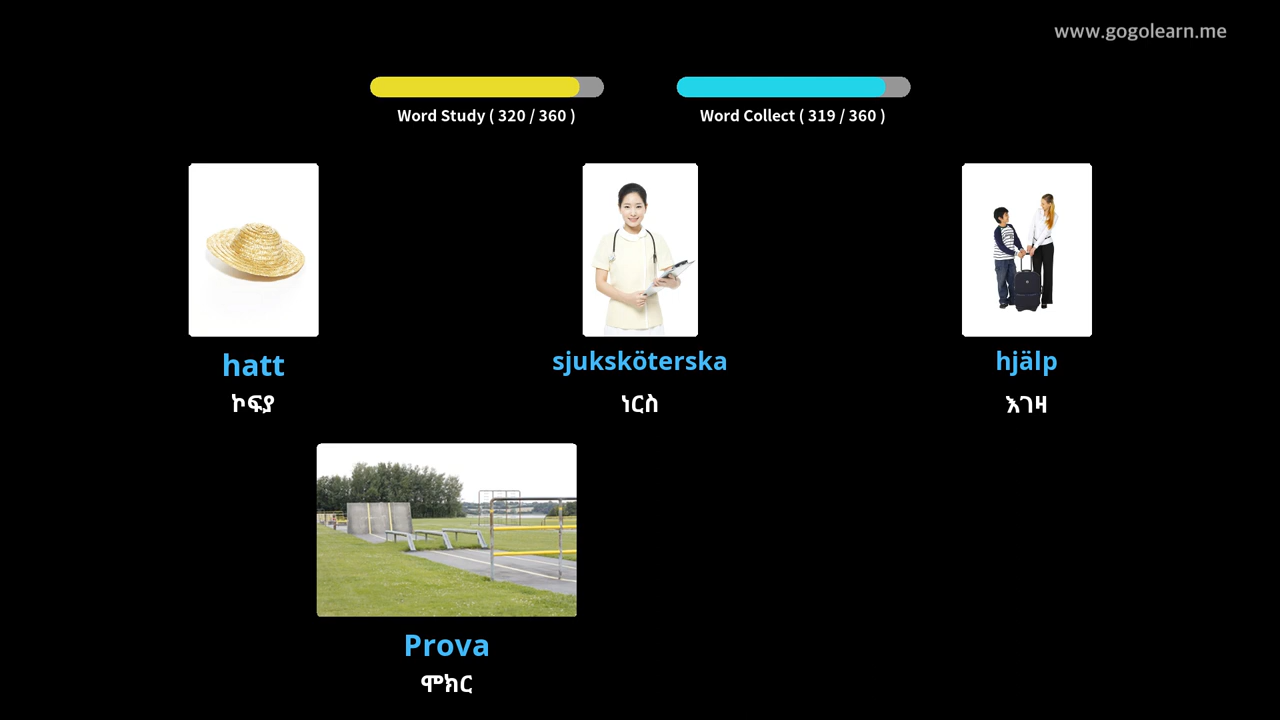 www.gogolearn.me
Word Study ( 320 / 360 )
Word Collect ( 319 / 360 )
hatt
ኮፍያ
sjuksköterska
ነርስ
hjälp
እገዛ
Prova
ሞክር